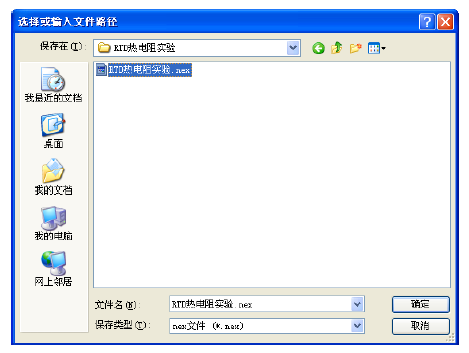 选择或输入文件路径
保存在(I):
RTD热电阻实验
RTD热电阻实验.nex
我最近的文档
桌面
我的文档
我的电脑
网上邻居
文件名(N):
RTD热电阻实验.nex
确定
保存类型(T):
nex文件 (*.nex)
取消